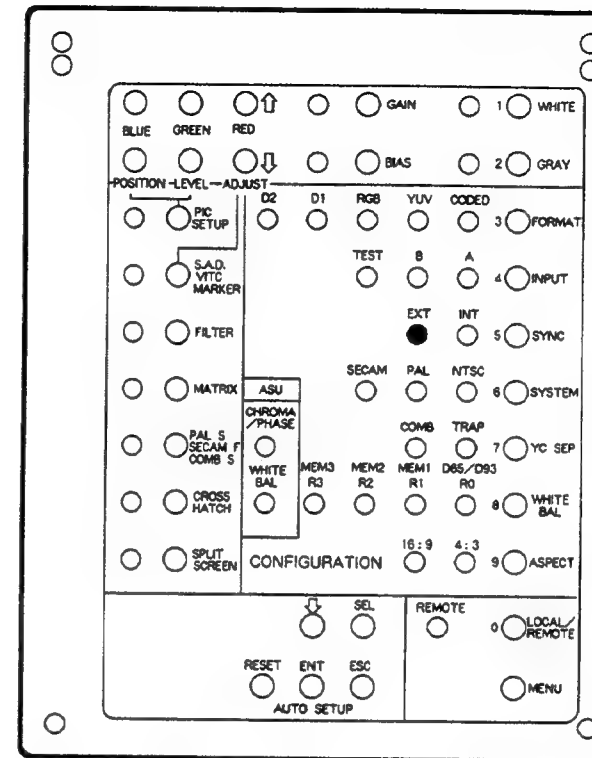 GAIN 1 WHITE
BLUE GREEN RED
BIAS 2 GRAY
POSITION LEVEL ADJUST
D2 D1 RGB YUV CODED
PIC SETUP 3 FORMAT
TEST B A
S.A.D. VITC MARKER 4 INPUT
EXT INT
FILTER 5 SYNC
SECAM PAL NTSC
MATRIX ASU 6 SYSTEM
CHROMA /PHASE COMB TRAP
PAL S SECAM F COMB S 7 YC SEP
WHITE BAL MEM3 MEM2 MEM1 D65/D93
R3 R2 R1 R0
CROSS HATCH 8 WHITE BAL
16:9 4:3
SPLIT SCREEN CONFIGURATION 9 ASPECT
SEL REMOTE
0 LOCAL/ REMOTE
RESET ENT ESC
MENU
AUTO SETUP